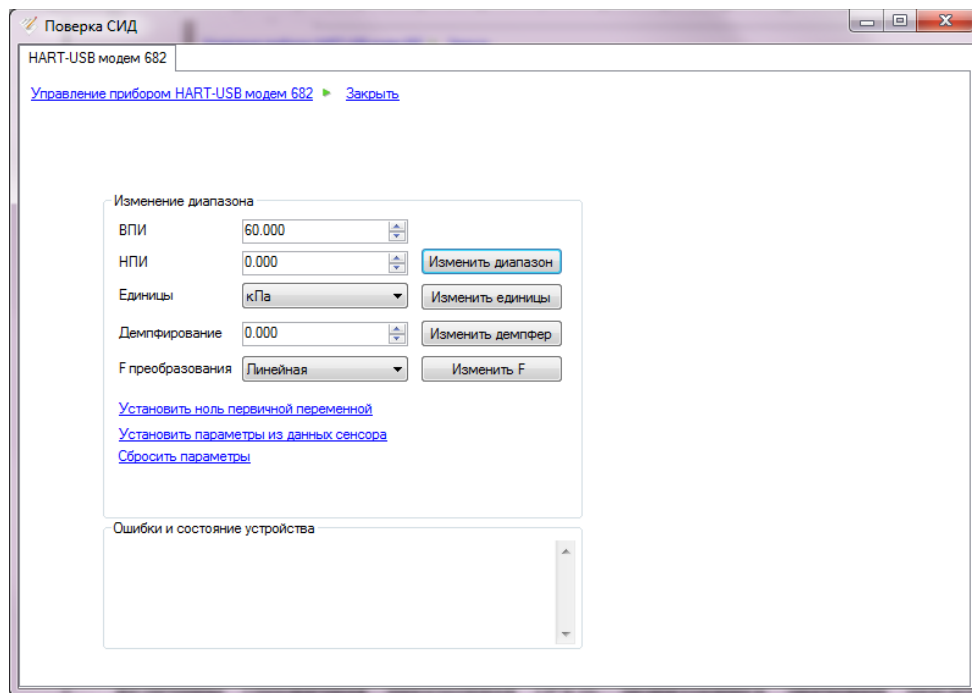 Поверка СИД
HART-USB модем 682
Управление прибором HART-USB модем 682 Закрыть
Изменение диапазона
ВПИ 60.000
НПИ 0.000 Изменить диапазон
Единицы кПа Изменить единицы
Демпфирование 0.000 Изменить демпфер
F преобразования Линейная Изменить F
Установить ноль первичной переменной
Установить параметры из данных сенсора
Сбросить параметры
Ошибки и состояние устройства